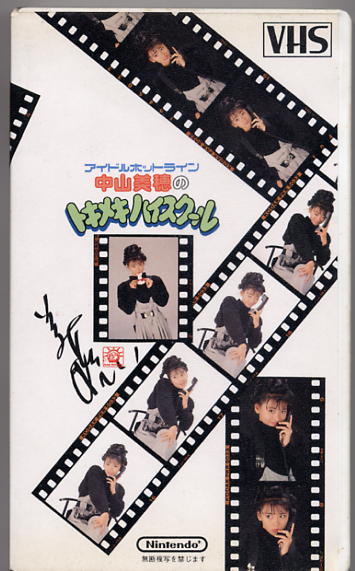 VHS
アイドルホットライン
中山美穂の
トキメキハイスクール
Nintendo
無断複写を禁じます